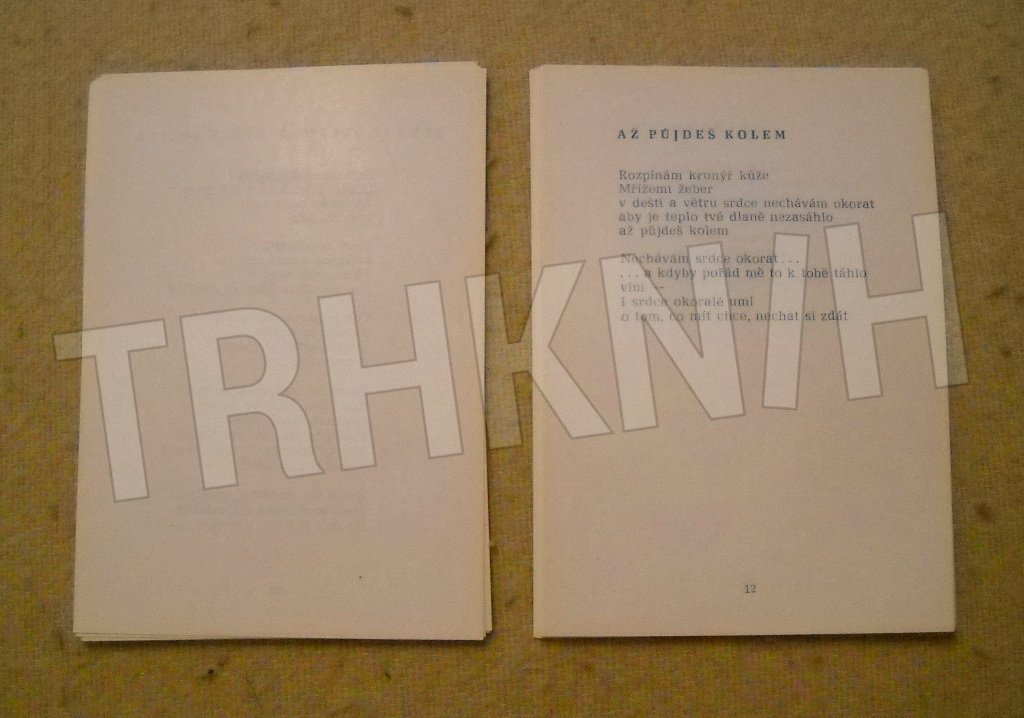 AŽ PŮJDEŠ KOLEM
Rozpínám krunýř kůže
Mřížemi žeber
v dešti a větru srdce nechávám okorat
aby je teplo tvé dlaně nezasáhlo
až půjdeš kolem
Nechávám srdce okorat...
...a kdyby pořád mě to k tobě táhlo
vím —
I srdce okoralé umí
o tom, co mít chce, nechat si zdát
12
TRHKNIH